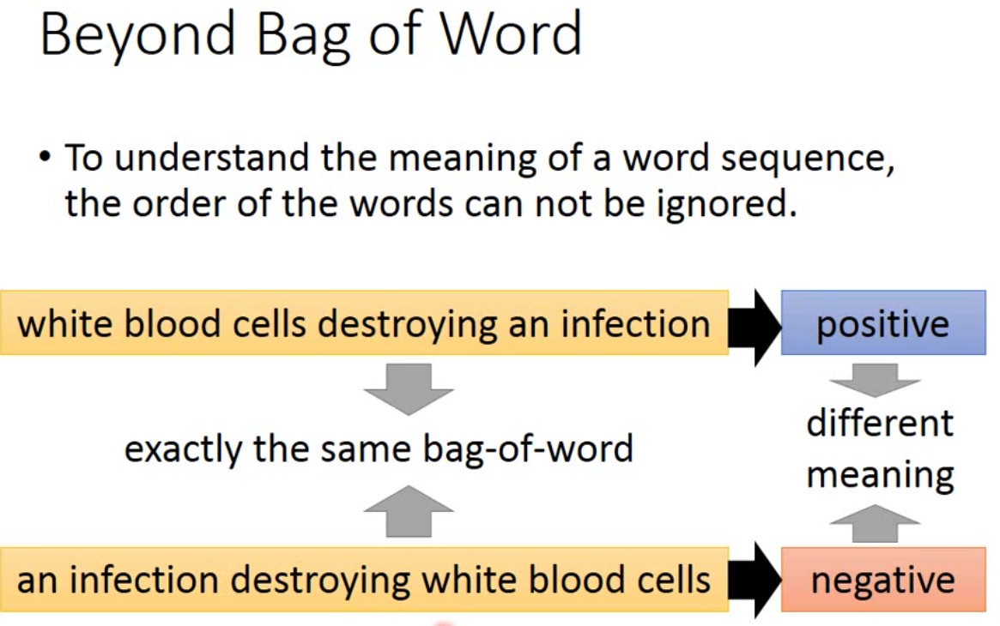 Beyond Bag of Word
• To understand the meaning of a word sequence,
the order of the words can not be ignored.
white blood cells destroying an infection
positive
exactly the same bag-of-word
different
meaning
an infection destroying white blood cells
negative